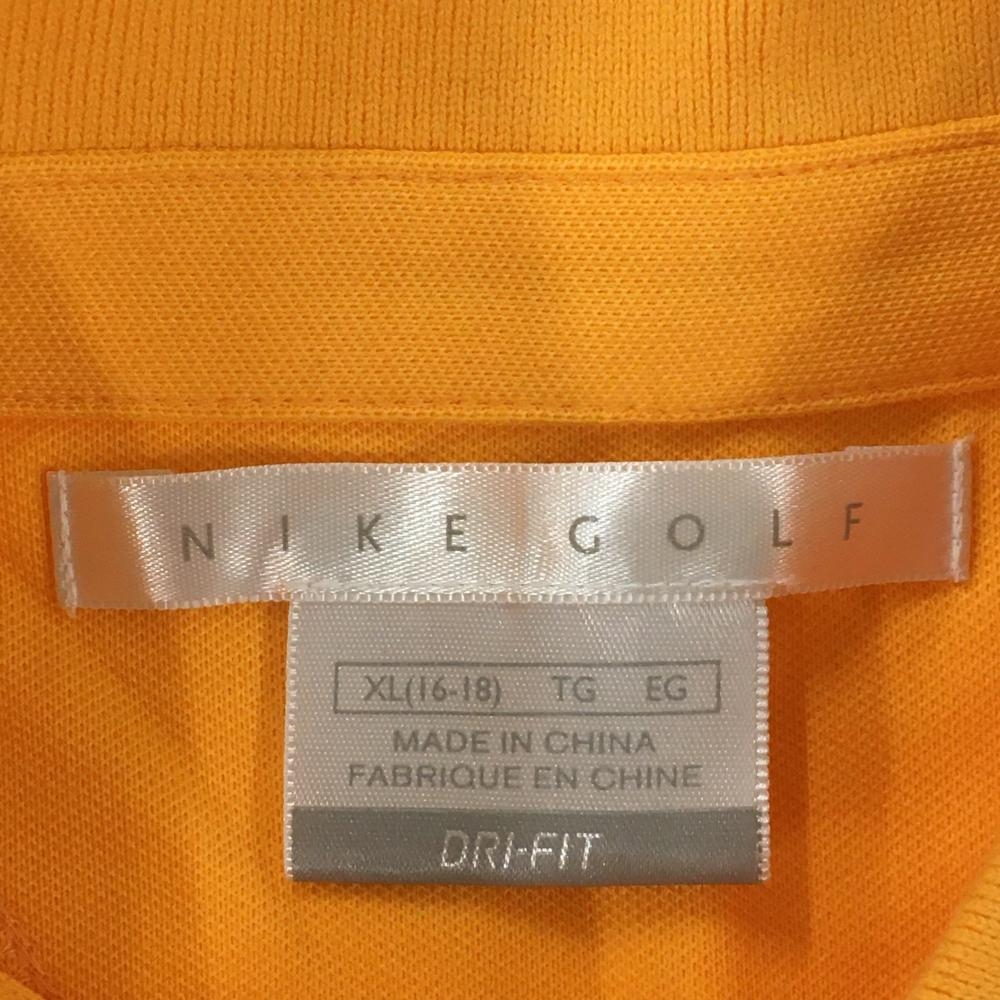 NIKE GOLF
XL(16-18) TG EG
MADE IN CHINA
FABRIQUE EN CHINE
DRI-FIT